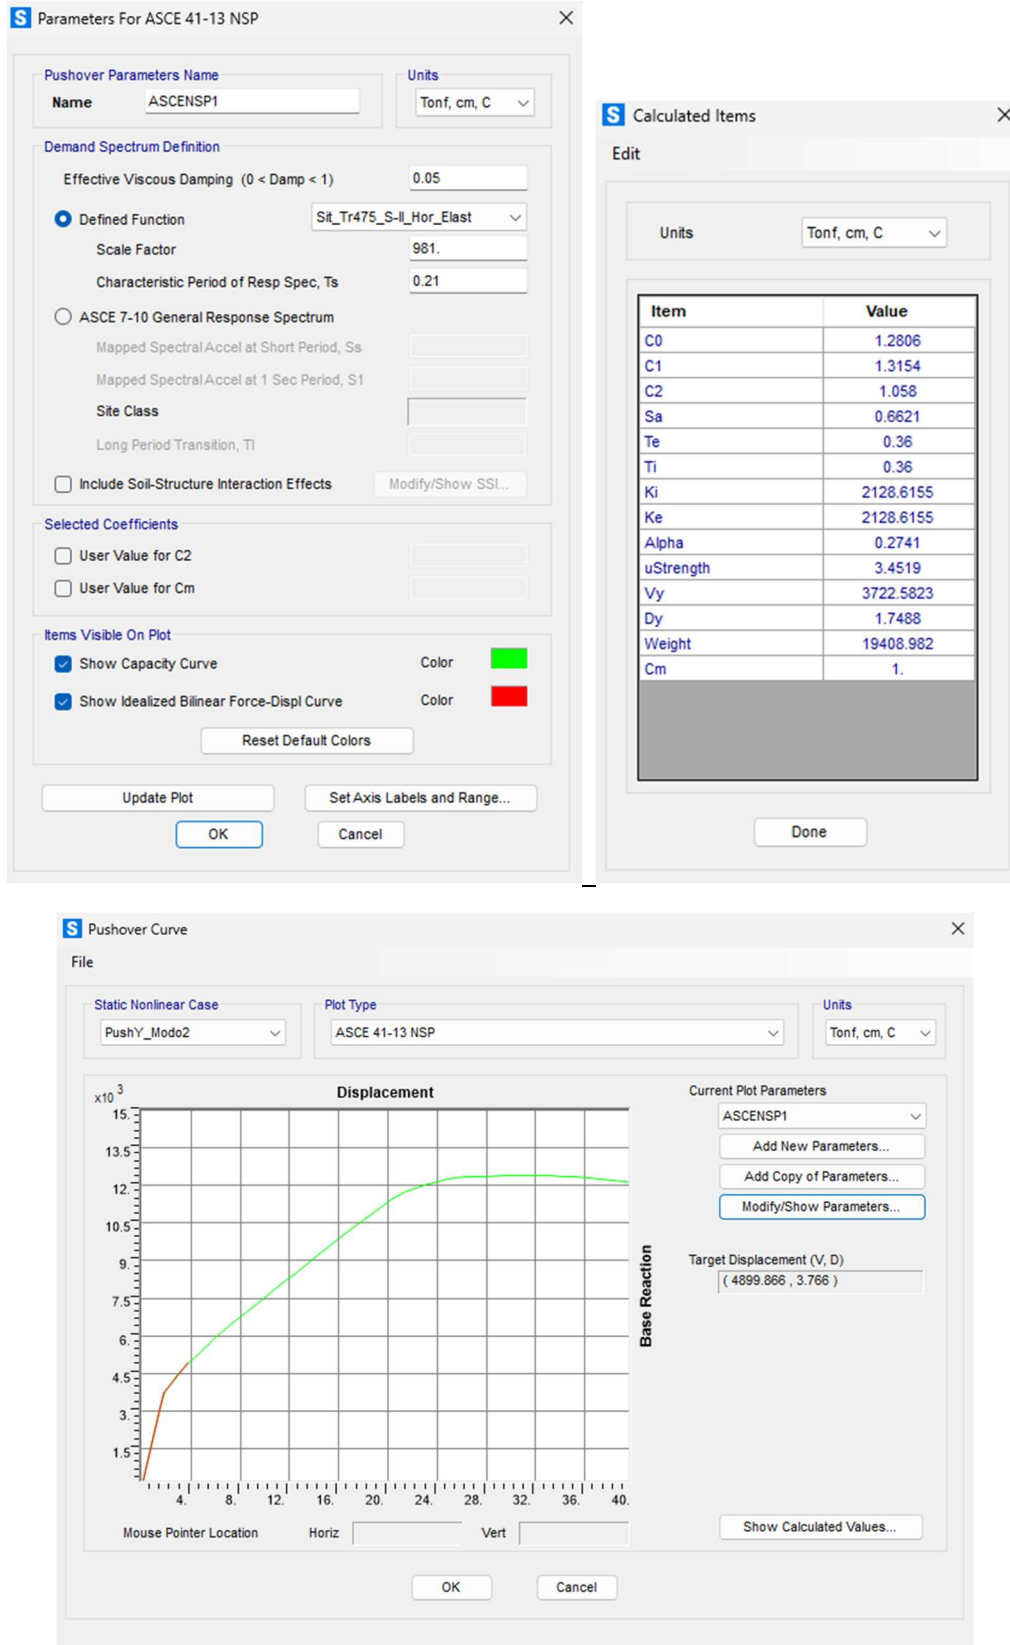 Parameters For ASCE 41-13 NSP
Pushover Parameters Name
Name ASCENSP1
Units
Tonf, cm, C
Demand Spectrum Definition
Effective Viscous Damping (0 < Damp < 1) 0.05
Defined Function Sit_Tr475_S-II_Hor_Elast
Scale Factor 981.
Characteristic Period of Resp Spec, Ts 0.21
ASCE 7-10 General Response Spectrum
Mapped Spectral Accel at Short Period, Ss
Mapped Spectral Accel at 1 Sec Period, S1
Site Class
Long Period Transition, Tl
Include Soil-Structure Interaction Effects Modify/Show SSI...
Selected Coefficients
User Value for C2
User Value for Cm
Items Visible On Plot
Show Capacity Curve Color
Show Idealized Bilinear Force-Displ Curve Color
Reset Default Colors
Update Plot Set Axis Labels and Range...
OK Cancel
Calculated Items
Edit
Units Tonf, cm, C
Item Value
C0 1.2806
C1 1.3154
C2 1.058
Sa 0.6621
Te 0.36
Ti 0.36
Ki 2128.6155
Ke 2128.6155
Alpha 0.2741
uStrength 3.4519
Vy 3722.5823
Dy 1.7488
Weight 19408.982
Cm 1.
Done
Pushover Curve
File
Static Nonlinear Case
PushY_Modo2
Plot Type
ASCE 41-13 NSP
Units
Tonf, cm, C
x10 3
Displacement
15.
13.5
12.
10.5
9.
7.5
6.
4.5
3.
1.5
4. 8. 12. 16. 20. 24. 28. 32. 36. 40.
Base Reaction
Current Plot Parameters
ASCENSP1
Add New Parameters...
Add Copy of Parameters...
Modify/Show Parameters...
Target Displacement (V, D)
( 4899.866 , 3.766 )
Mouse Pointer Location Horiz Vert
Show Calculated Values...
OK Cancel